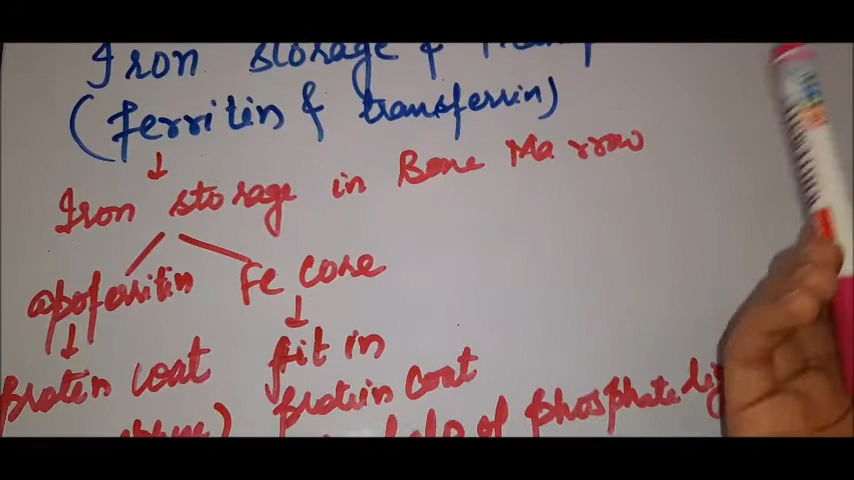 Iron storage &
(ferritin & transferrin)
↓
Iron storage in Bone Marrow
apoferritin Fe core
↓ ↓
protein coat fit in
protein coat
help of phosphate